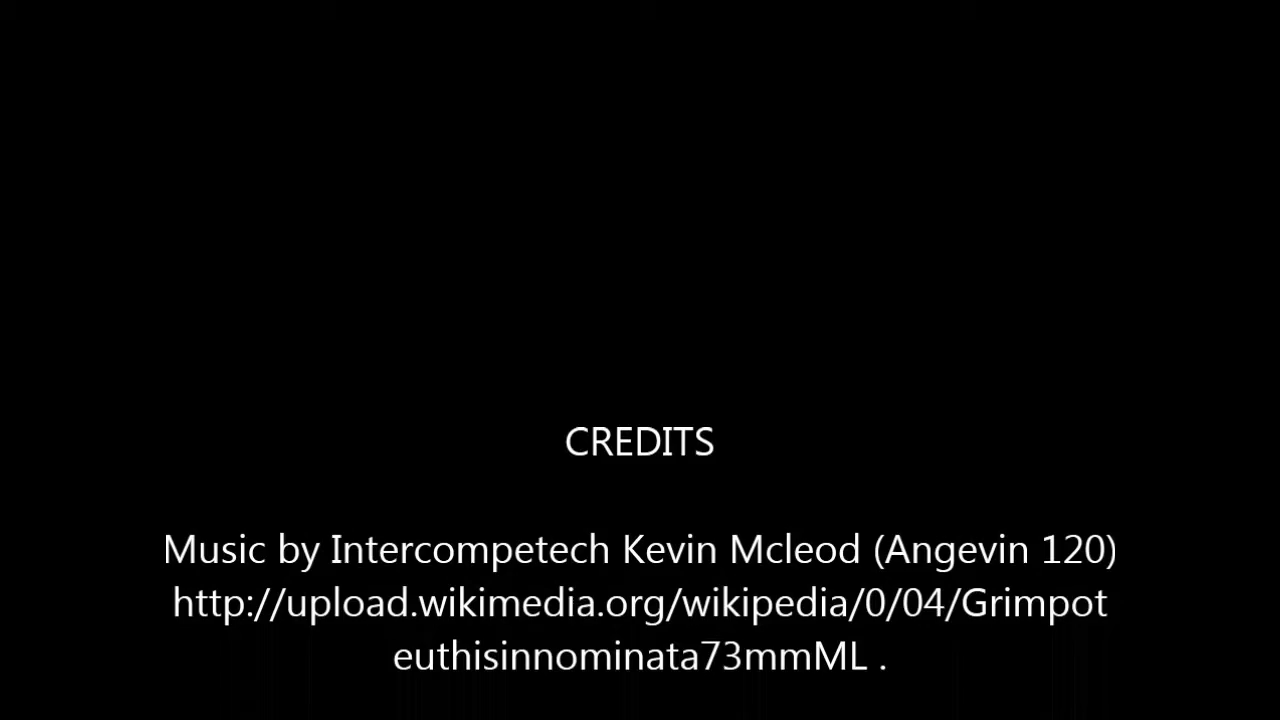 CREDITS
Music by Intercompetech Kevin Mcleod (Angevin 120)
http://upload.wikimedia.org/wikipedia/0/04/Grimpot
euthisinnominata73mmML .